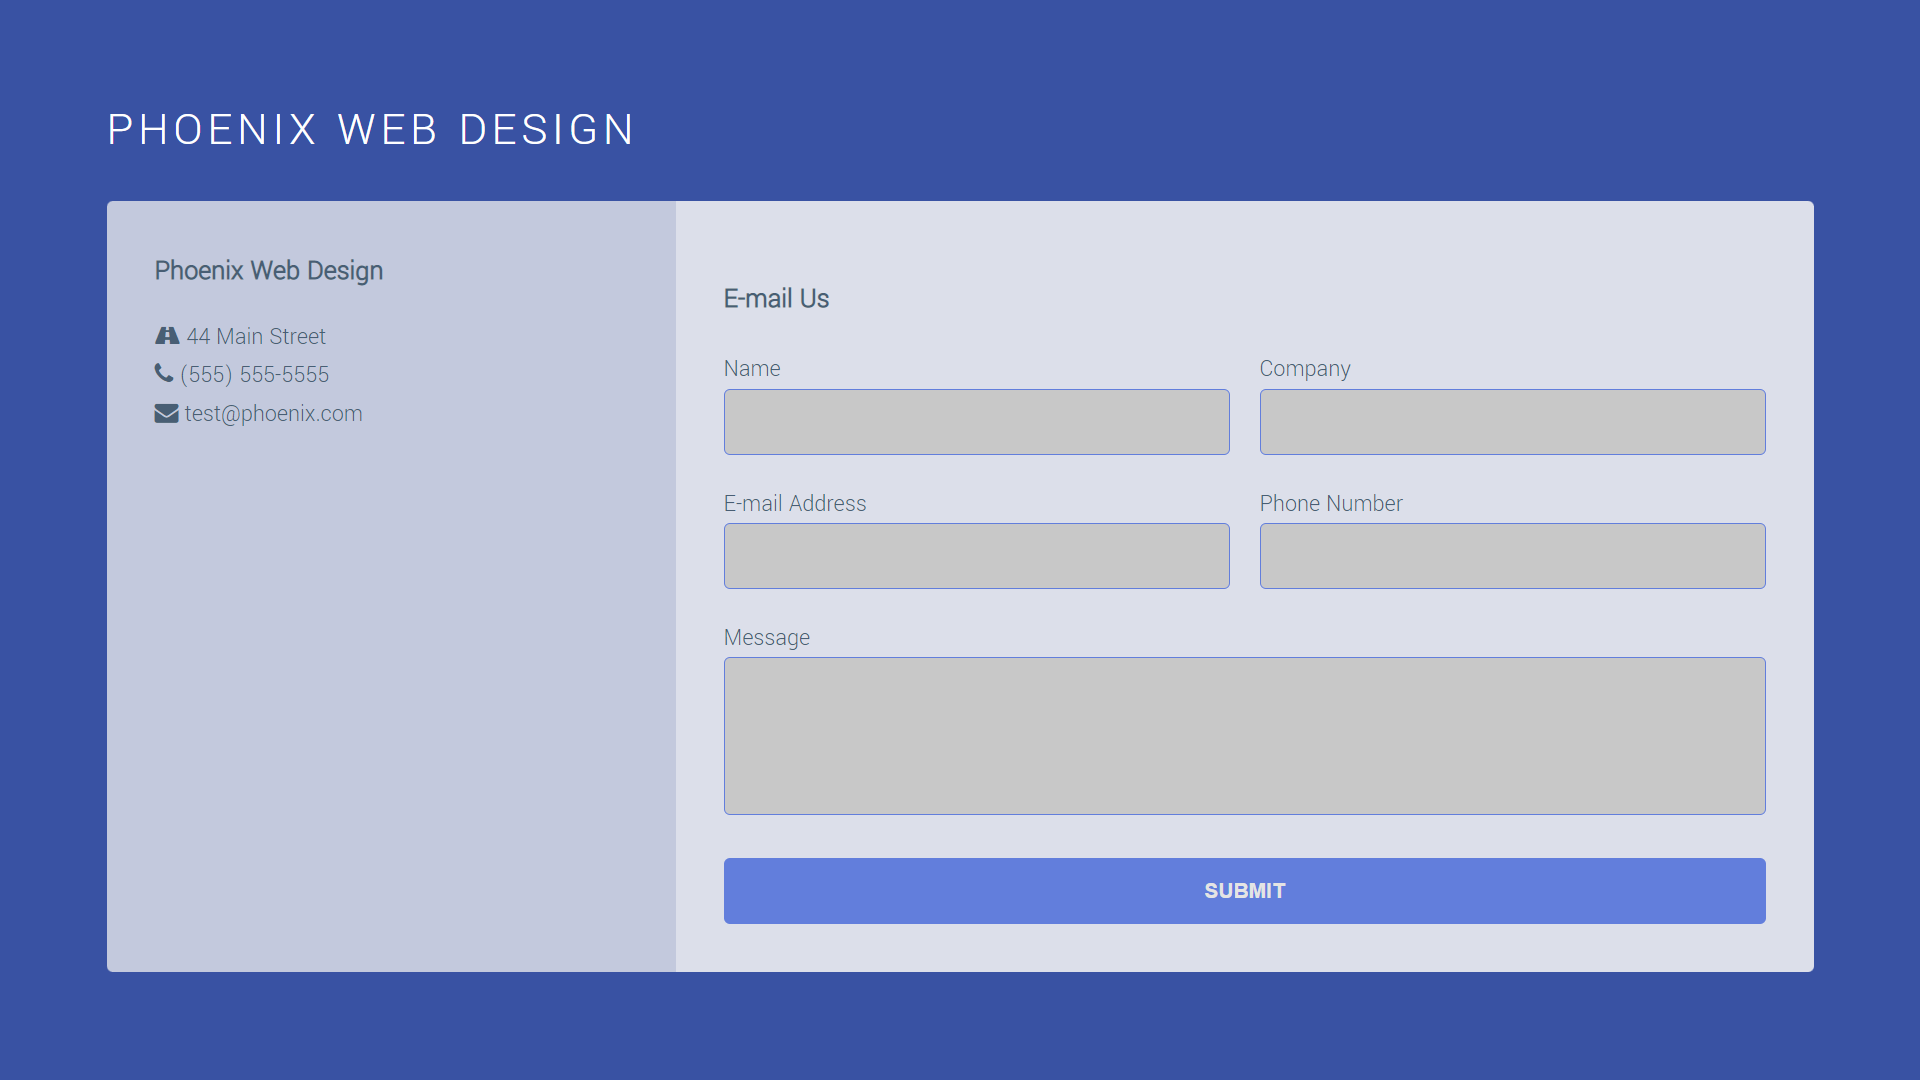 PHOENIX WEB DESIGN
Phoenix Web Design
44 Main Street
(555) 555-5555
test@phoenix.com
E-mail Us
Name
Company
E-mail Address
Phone Number
Message
SUBMIT